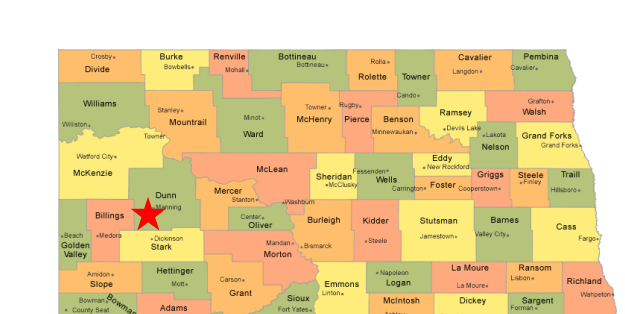 Crosby
Divide
Burke
Bowbells
Renville
Mohall
Bottineau
Bottineau
Rolla
Rolette
Towner
Cando
Cavalier
Langdon
Pembina
Cavalier
Williams
Williston
Stanley
Mountrail
Minot
Ward
Towner
McHenry
Rugby
Pierce
Benson
Minnewaukan
Ramsey
Devils Lake
Grafton
Walsh
Towner
Lakota
Nelson
Grand Forks
Grand Forks
Watford City
McKenzie
Dunn
Manning
McLean
Mercer
Stanton
Washburn
Sheridan
McClusky
Fessenden
Wells
Eddy
New Rockford
Carrington
Foster
Griggs
Cooperstown
Steele
Finley
Traill
Hillsboro
Billings
Medora
Beach
Golden
Valley
Dickinson
Stark
Center
Oliver
Mandan
Morton
Burleigh
Bismarck
Kidder
Steele
Stutsman
Jamestown
Barnes
Valley City
Cass
Fargo
Amidon
Slope
Hettinger
Mott
Carson
Grant
Sioux
Fort Yates
Emmons
Linton
Napoleon
Logan
La Moure
La Moure
Ransom
Lisbon
Richland
Wahpeton
Bowman
Bowman
County Seat
Adams
McIntosh
Dickey
Sargent
Forman